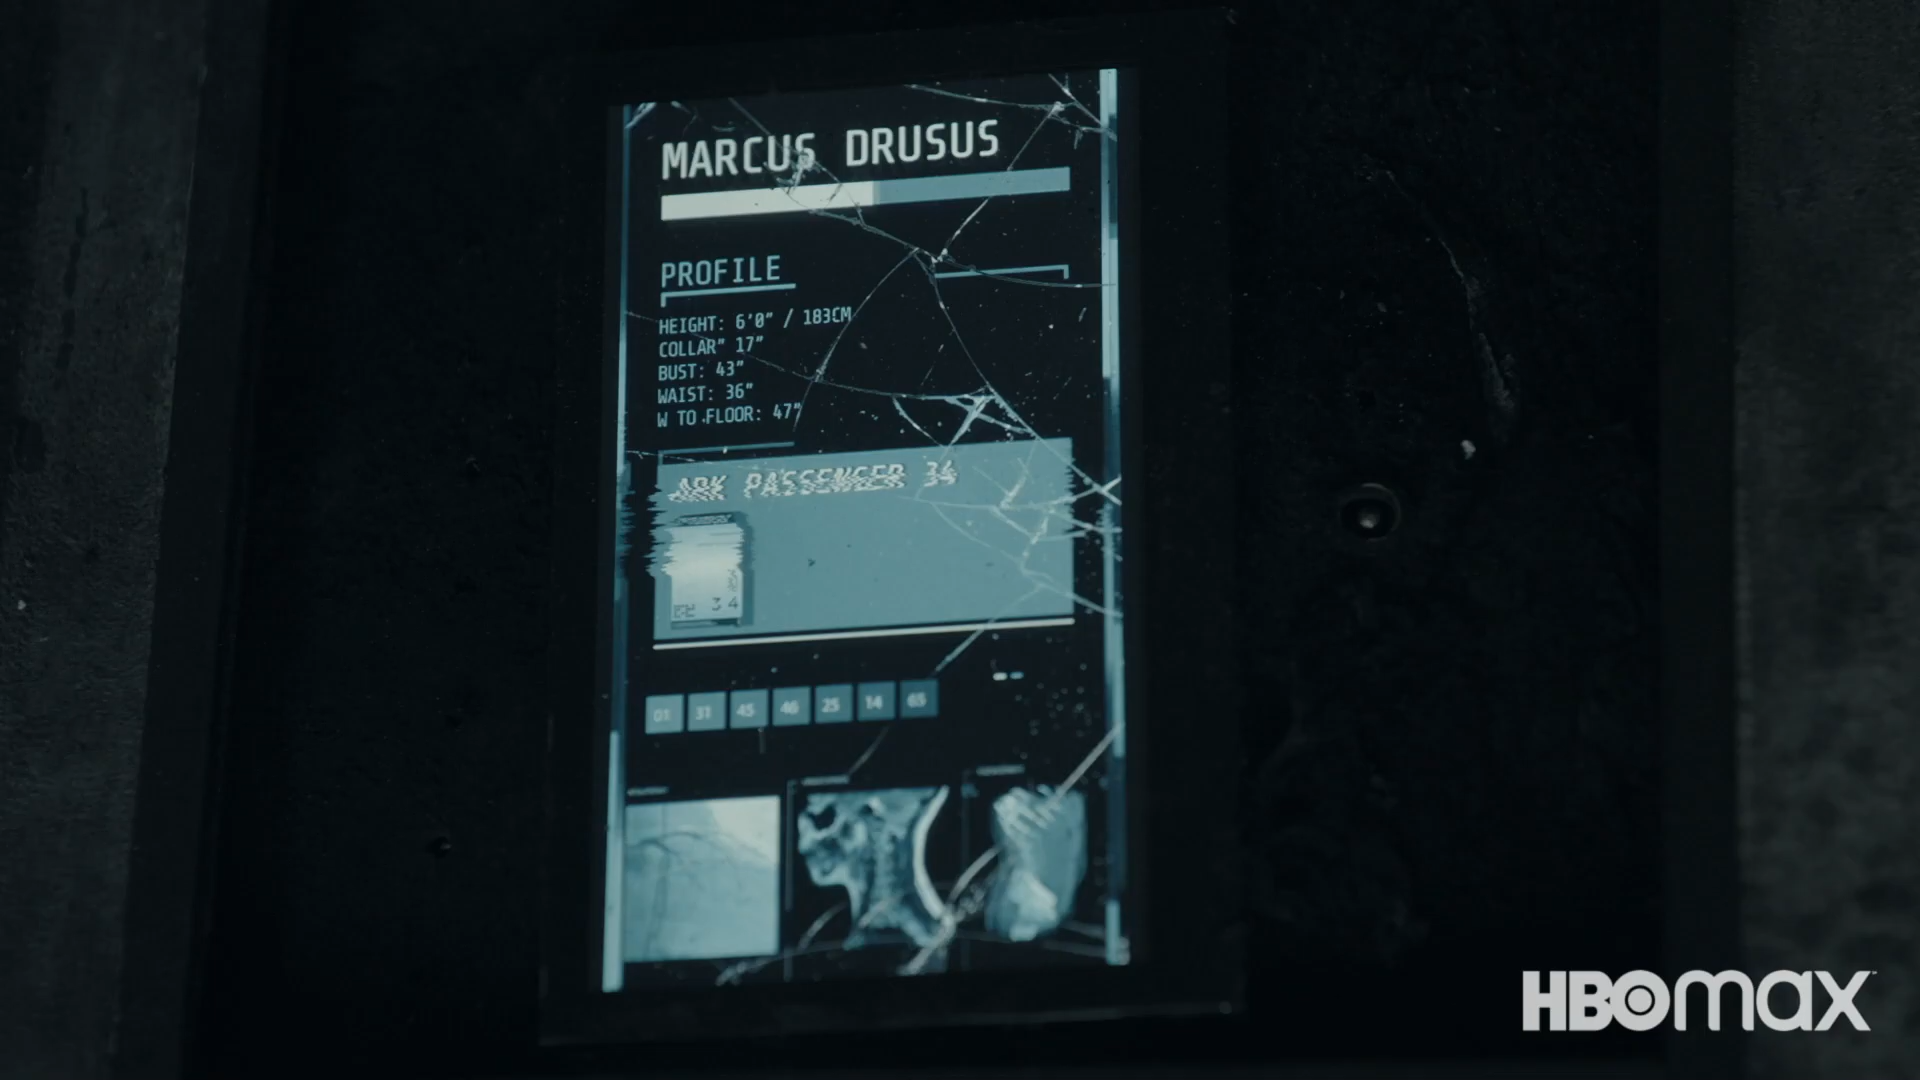 MARCUS DRUSUS
PROFILE
HEIGHT: 6'0" / 183CM
COLLAR" 17"
BUST: 43"
WAIST: 36"
W TO FLOOR: 47"
ARK PASSENGER 34
34
01 31 45 46 25 14 65
HBOmax